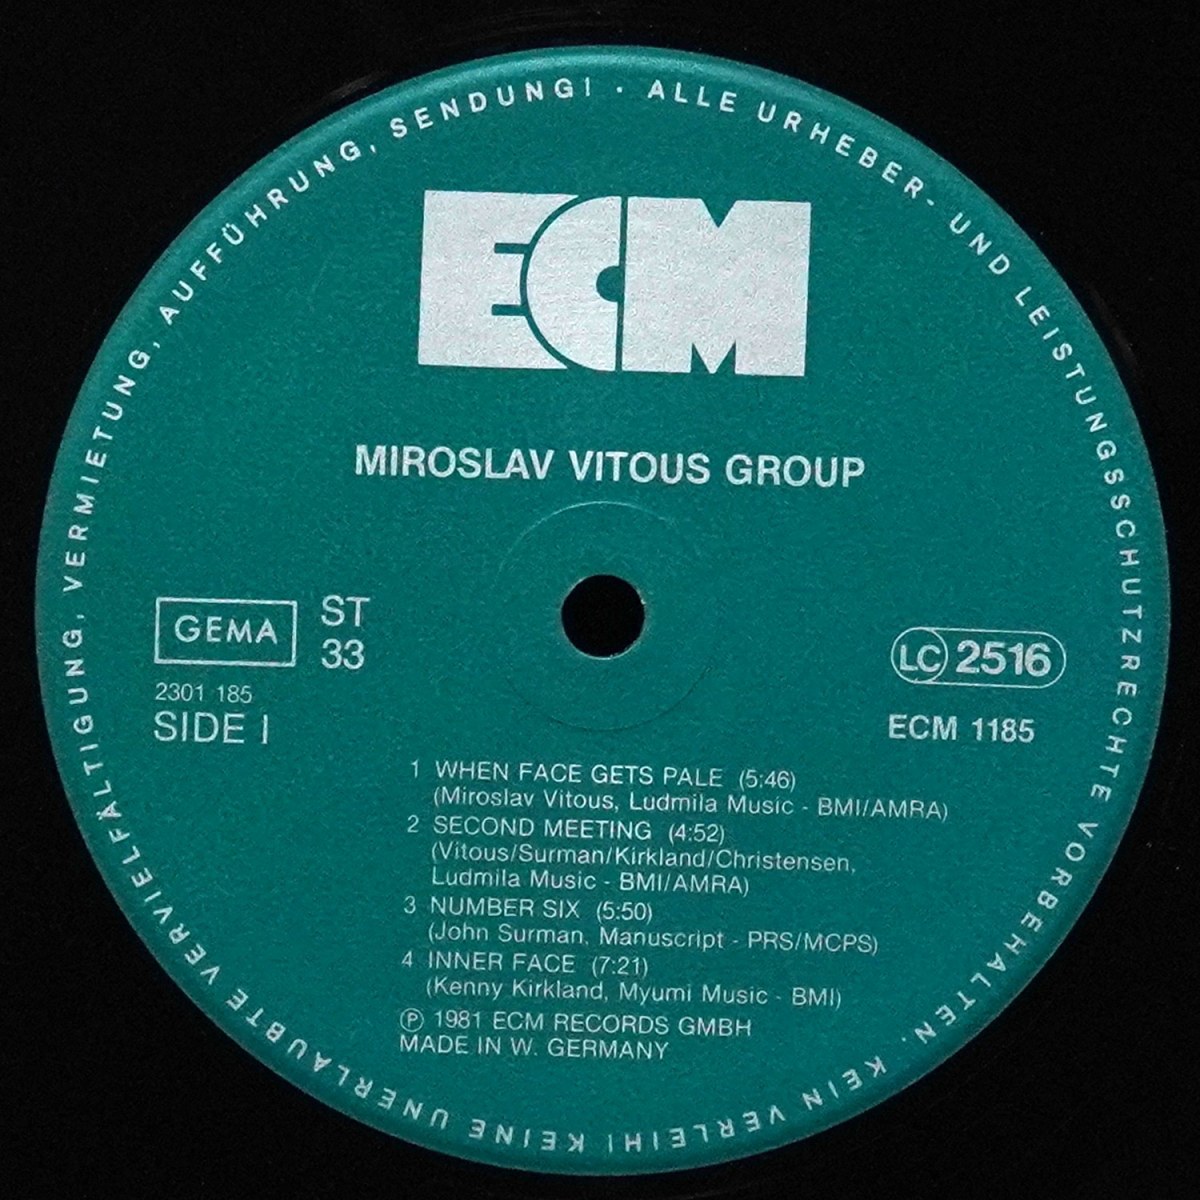 ALLE URHEBER- UND LEISTUNGSSCHUTZRECHTE VORBEHALTEN. KEIN VERLEIH! KEINE UNERLAUBTE VERVIELFÄLTIGUNG, VERMIETUNG, AUFFÜHRUNG, SENDUNG! ·
ECM
MIROSLAV VITOUS GROUP
GEMA
ST
33
2301 185
SIDE I
LC 2516
ECM 1185
1 WHEN FACE GETS PALE (5:46)
(Miroslav Vitous, Ludmila Music - BMI/AMRA)
2 SECOND MEETING (4:52)
(Vitous/Surman/Kirkland/Christensen,
Ludmila Music - BMI/AMRA)
3 NUMBER SIX (5:50)
(John Surman, Manuscript - PRS/MCPS)
4 INNER FACE (7:21)
(Kenny Kirkland, Myumi Music - BMI)
Ⓟ 1981 ECM RECORDS GMBH
MADE IN W. GERMANY